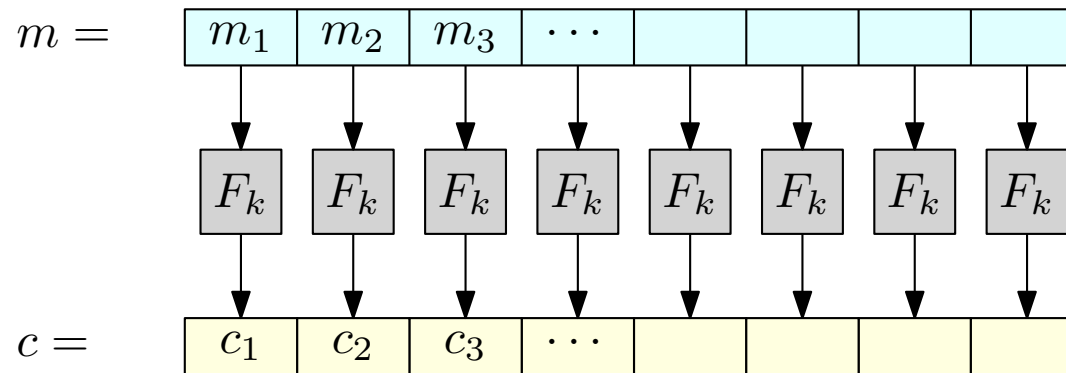 m = m₁ m₂ m₃ ⋯
Fₖ Fₖ Fₖ Fₖ Fₖ Fₖ Fₖ Fₖ
c = c₁ c₂ c₃ ⋯